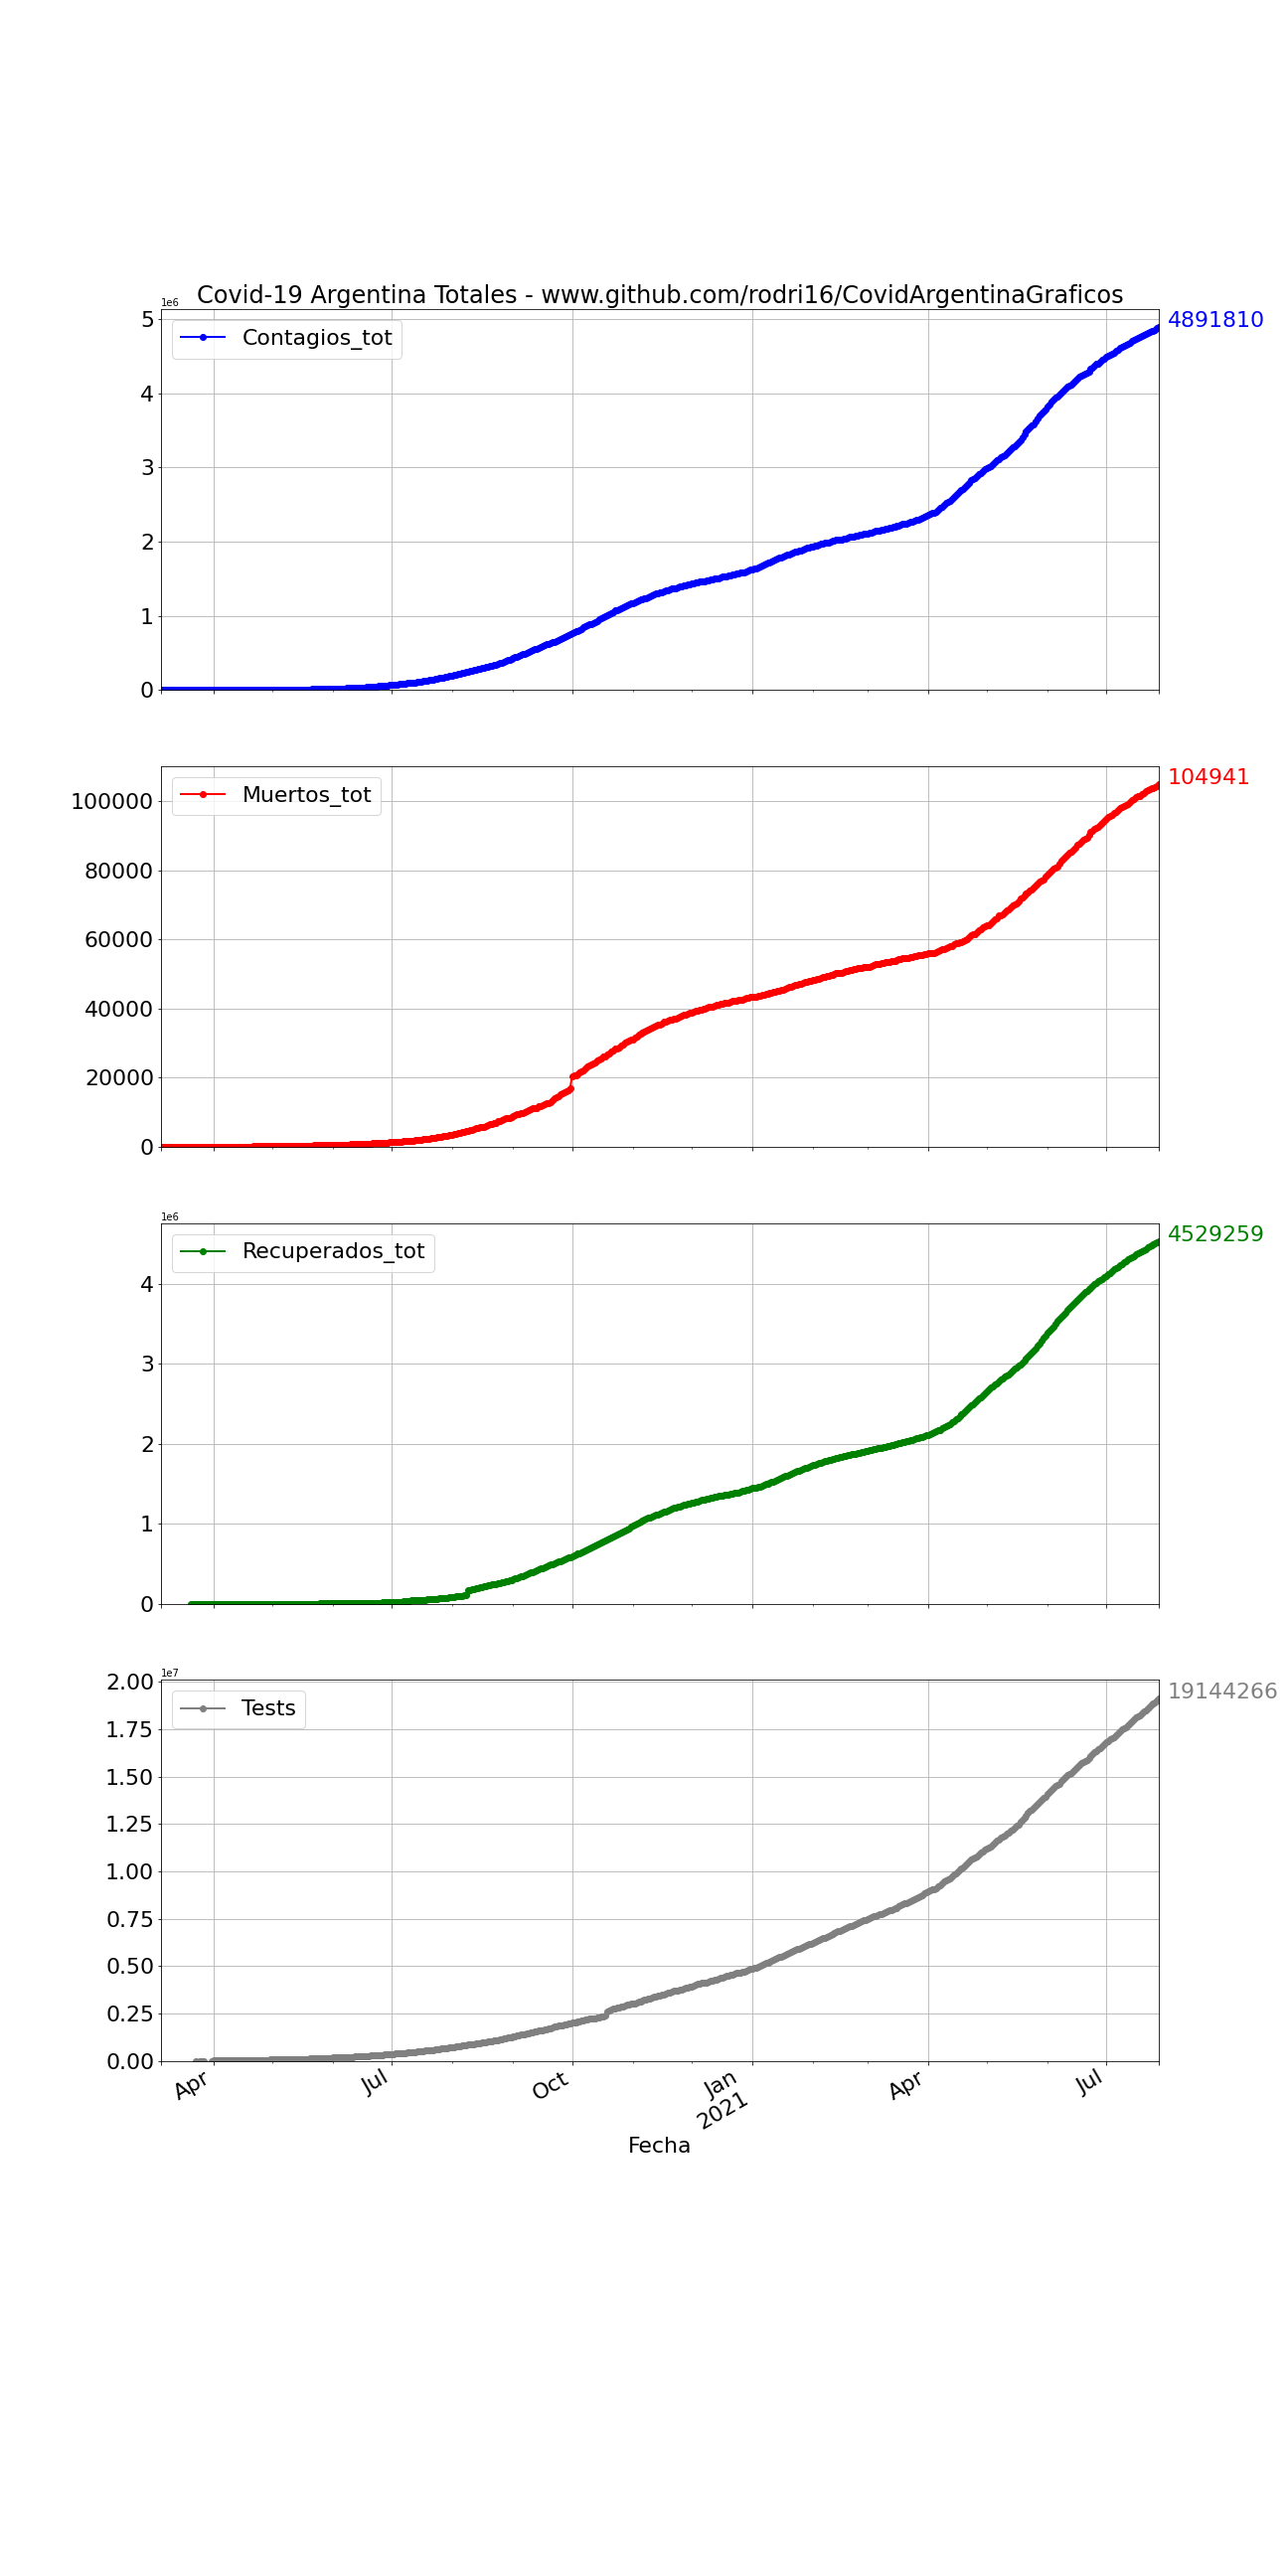 Covid-19 Argentina Totales - www.github.com/rodri16/CovidArgentinaGraficos
1e6
5
4
3
2
1
0
Contagios_tot
4891810
100000
80000
60000
40000
20000
0
Muertos_tot
104941
1e6
4
3
2
1
0
Recuperados_tot
4529259
1e7
2.00
1.75
1.50
1.25
1.00
0.75
0.50
0.25
0.00
Tests
19144266
Apr
Jul
Oct
Jan
2021
Apr
Jul
Fecha